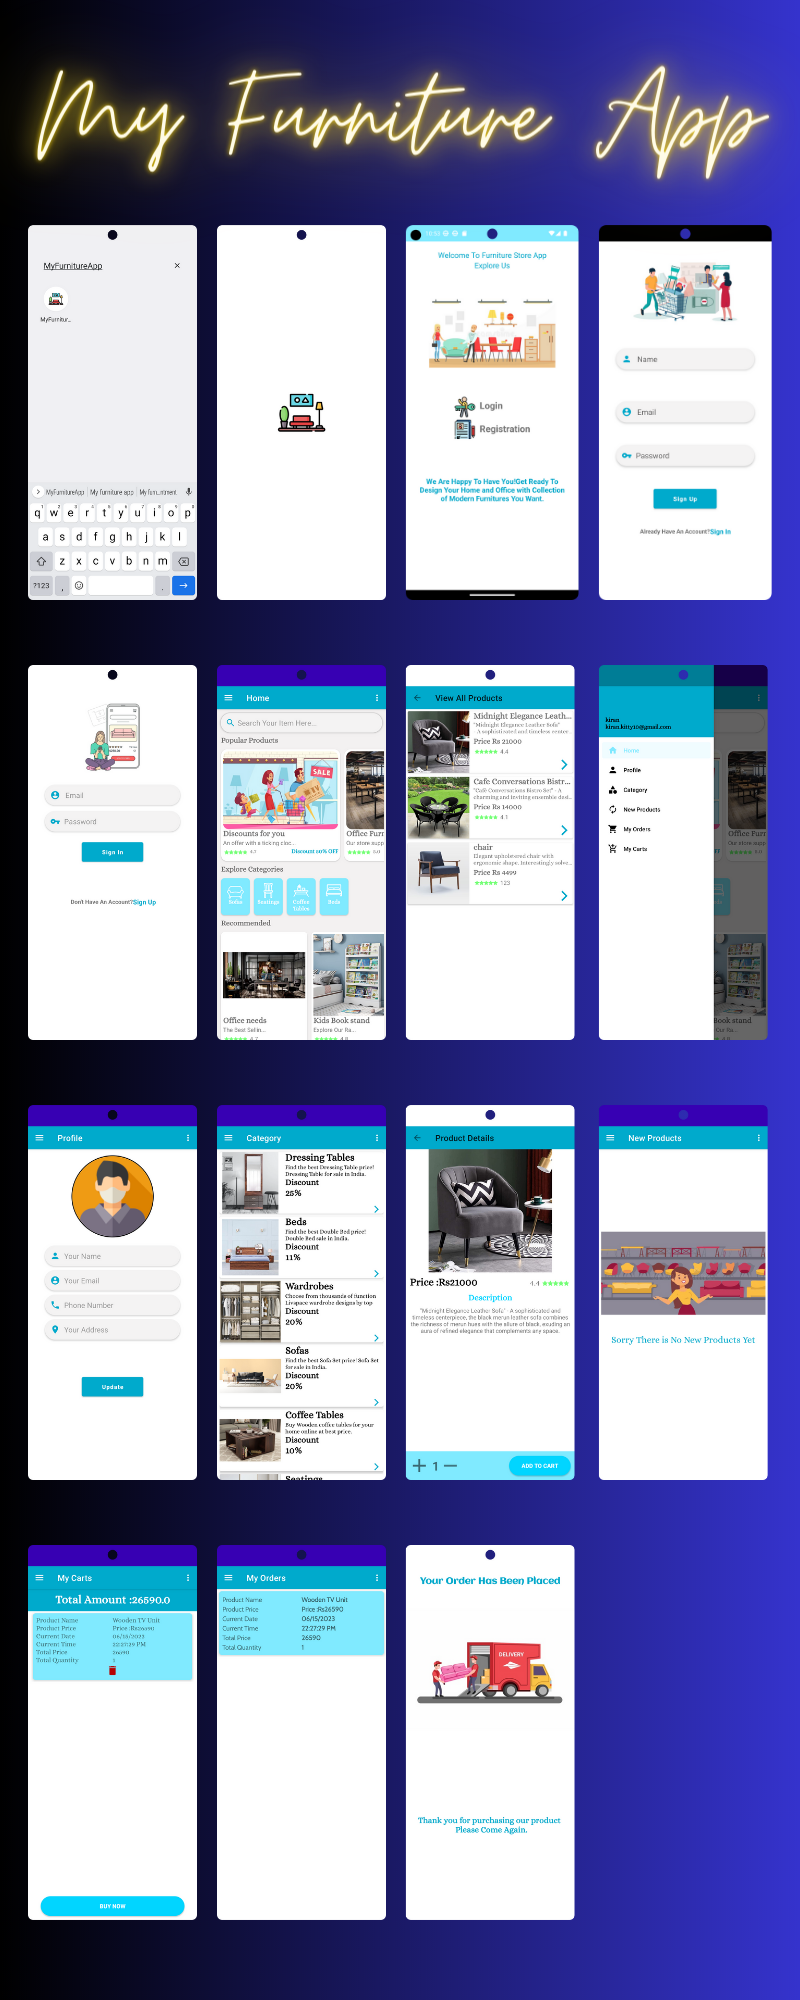 My Furniture App
MyFurnitureApp
MyFurnitur...
MyFurnitureApp
My furniture app
q w e r t y u i o p
a s d f g h j k l
z x c v b n m
?123 , .
Welcome To Furniture Store App
Explore Us
Login
Registration
We Are Happy To Have You!Get Ready To
Design Your Home and Office with Collection
of Modern Furnitures You Want.
Name
Email
Password
Sign Up
Already Have An Account?Sign In
Email
Password
Sign In
Don't Have An Account?Sign Up
Home
Search Your Item Here...
Popular Products
SALE
Discounts for you
An offer with a ticking cloc...
4.7 Discount 10% OFF
Office Furn
Our store supp
5.0
Explore Categories
Sofas
Seatings
Coffee
tables
Beds
Recommended
Office needs
The Best Sellin...
4.7
Kids Book stand
Explore Our Ra...
4.8
View All Products
Midnight Elegance Leath...
"Midnight Elegance Leather Sofa"
- A sophisticated and timeless center...
Price Rs 21000
4.4
Cafe Conversations Bistr...
"Café Conversations Bistro Set" - A
charming and inviting ensemble desi...
Price Rs 14000
4.1
chair
Elegant upholstered chair with
ergonomic shape. Interestingly solve...
Price Rs 4499
123
kiran
kiran.kitty10@gmail.com
Home
Profile
Category
New Products
My Orders
My Carts
Office Furn
Our store supp
5.0
Book stand
Explore Our Ra...
4.8
Profile
Your Name
Your Email
Phone Number
Your Address
Update
Category
Dressing Tables
Find the best Dressing Table price!
Dressing Table for sale in India.
Discount
25%
Beds
Find the best Double Bed price!
Double Bed sale in India.
Discount
11%
Wardrobes
Choose from thousands of function
Livspace wardrobe designs by top
Discount
20%
Sofas
Find the best Sofa Set price! Sofa Set
for sale in India.
Discount
20%
Coffee Tables
Buy Wooden coffee tables for your
home online at best price.
Discount
10%
Seatings
Product Details
Price :Rs21000
4.4
Description
"Midnight Elegance Leather Sofa" - A sophisticated and
timeless centerpiece, the black merun leather sofa combines
the richness of merun hues with the allure of black, exuding an
aura of refined elegance that complements any space.
1
ADD TO CART
New Products
Sorry There is No New Products Yet
My Carts
Total Amount :26590.0
Product Name Wooden TV Unit
Product Price Price :Rs26590
Current Date 06/15/2023
Current Time 22:27:29 PM
Total Price 26590
Total Quantity 1
BUY NOW
My Orders
Product Name Wooden TV Unit
Product Price Price :Rs26590
Current Date 06/15/2023
Current Time 22:27:29 PM
Total Price 26590
Total Quantity 1
Your Order Has Been Placed
DELIVERY
Thank you for purchasing our product
Please Come Again.